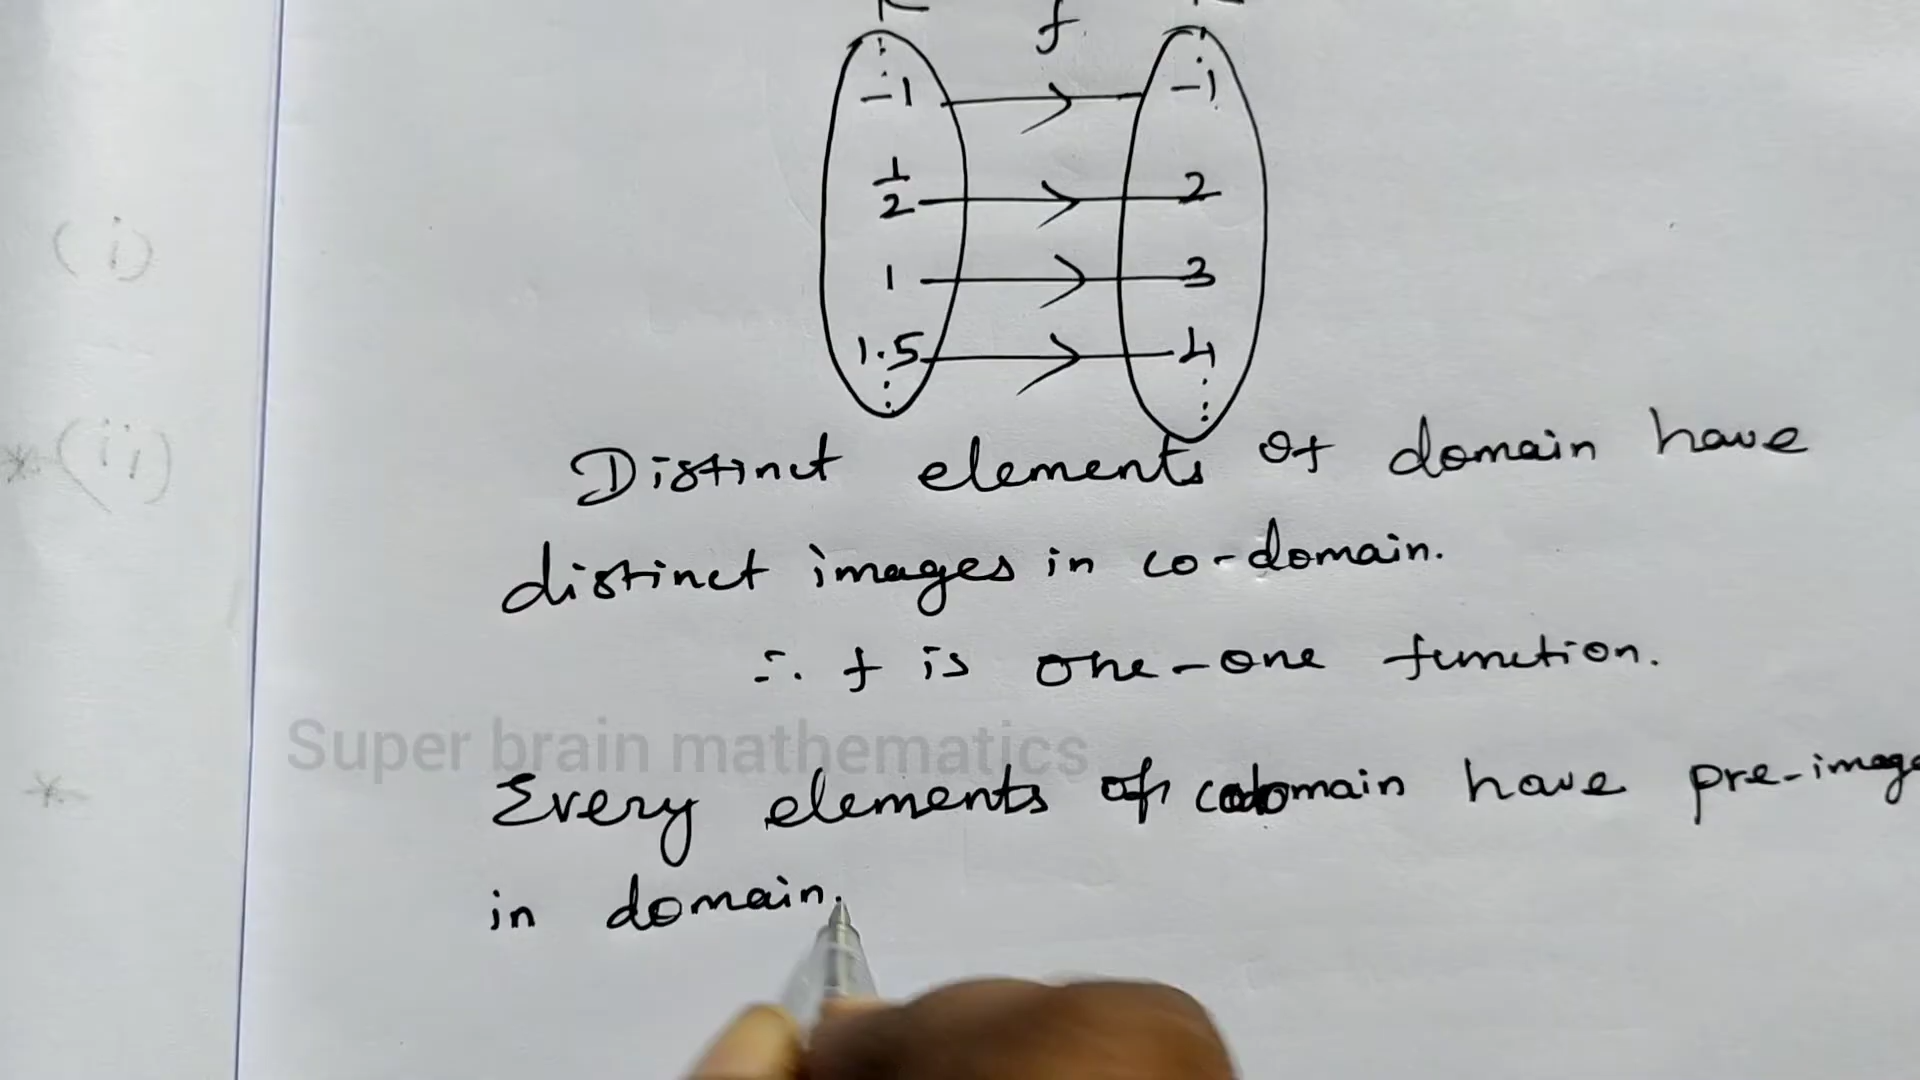 f
-1 -1
1/2 2
1 3
1.5 4
(i)
(ii)
Distinct elements of domain have
distinct images in co-domain.
∴ f is one-one function.
Super brain mathematics
Every elements of codomain have pre-image
in domain.